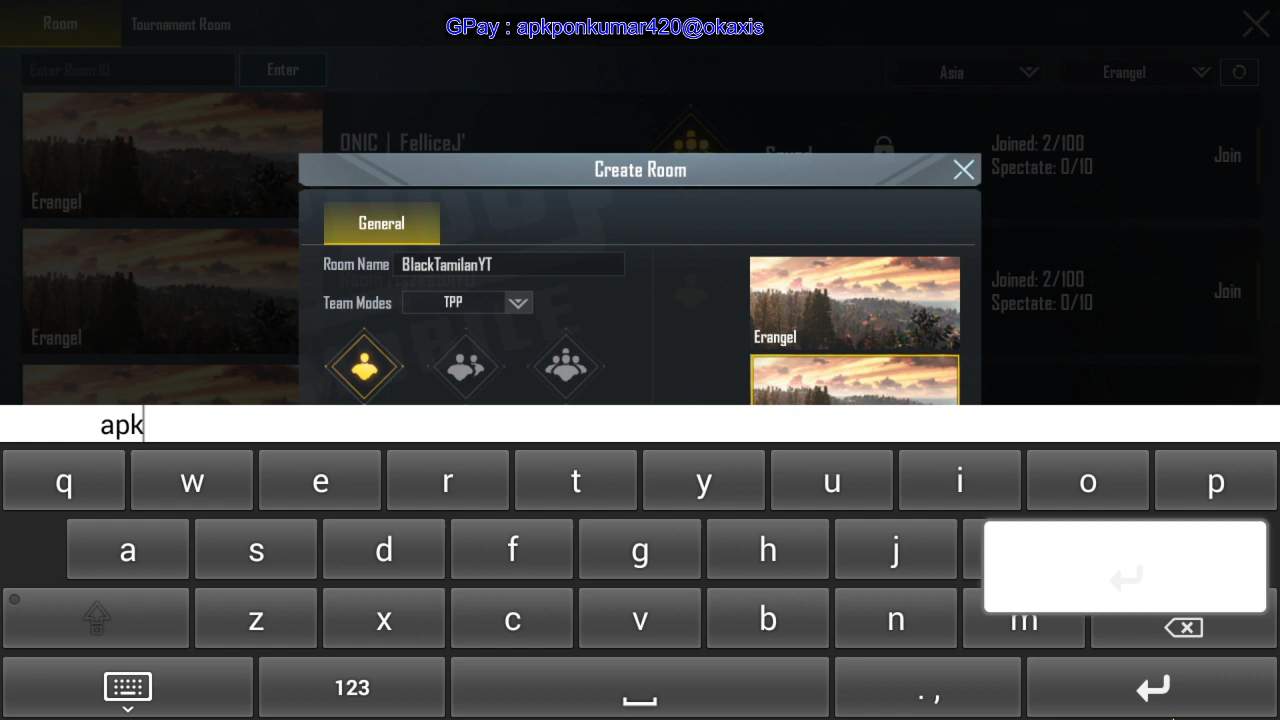 GPay : apkponkumar420@okaxis
Room
Tournament Room
Enter Room ID
Enter
Asia
Erangel
ONIC | FelliceJ'
Squad
Joined: 2/100
Spectate: 0/10
Join
Erangel
Create Room
General
Room Name
BlackTamilanYT
Team Modes
TPP
Erangel
Joined: 2/100
Spectate: 0/10
Join
Erangel
apk
q w e r t y u i o p
a s d f g h j
z x c v b n m
123
. ,